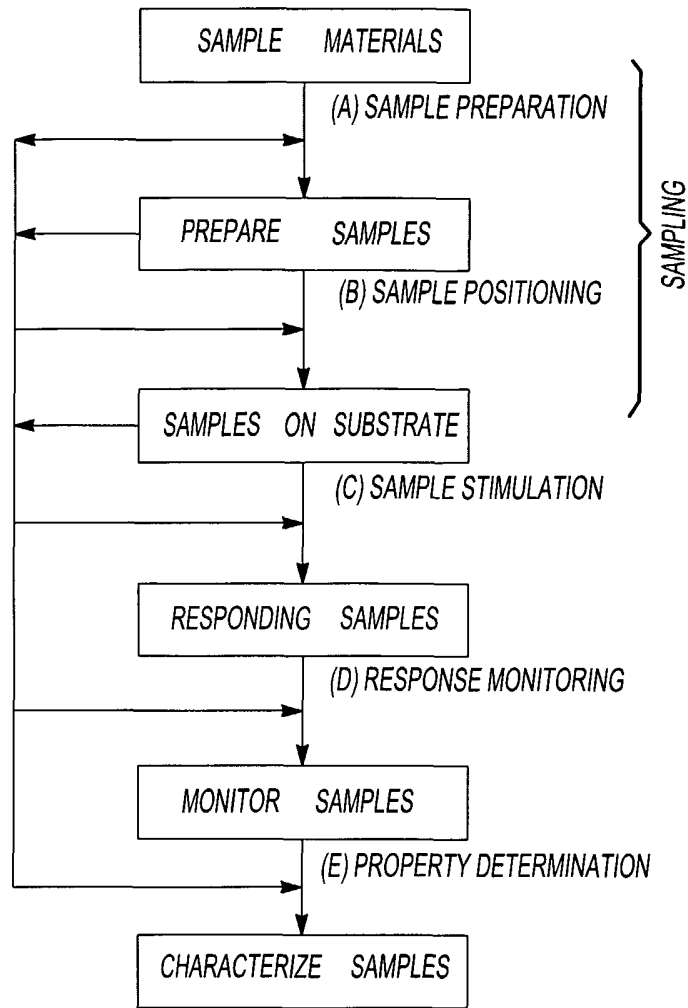 SAMPLE MATERIALS
(A) SAMPLE PREPARATION
PREPARE SAMPLES
(B) SAMPLE POSITIONING
SAMPLING
SAMPLES ON SUBSTRATE
(C) SAMPLE STIMULATION
RESPONDING SAMPLES
(D) RESPONSE MONITORING
MONITOR SAMPLES
(E) PROPERTY DETERMINATION
CHARACTERIZE SAMPLES